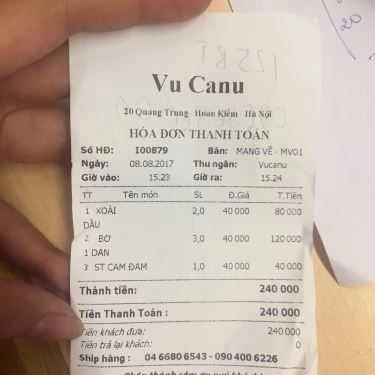 Vu Canu
20 Quang Trung - Hoàn Kiếm - Hà Nội
HÓA ĐƠN THANH TOÁN
Số HĐ: I00879 Bàn: MANG VỀ - MV01
Ngày: 08.08.2017 Thu ngân: Vucanu
Giờ vào: 15.23 Giờ ra: 15.24
TT Tên món SL Đ.Giá T.Tiền
1 XOÀI 2,0 40 000 80 000
DẦU
2 BƠ 3,0 40 000 120 000
1 DAN
3 ST CAM ĐAM 1,0 40 000 40 000
Thành tiền: 240 000
Tiền Thanh Toán : 240 000
Tiền khách đưa: 240 000
Tiền trả lại khách: 0
Ship hàng : 04 6680 6543 - 090 400 6226
20